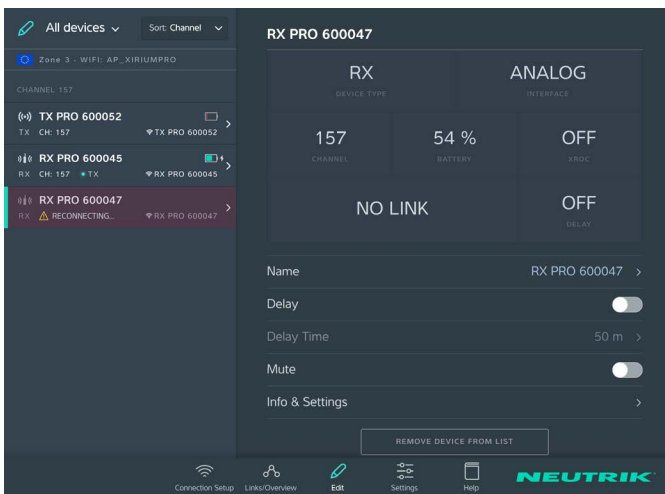 All devices
Sort: Channel
Zone 3 - WIFI: AP_XIRIUMPRO
CHANNEL 157
TX PRO 600052
TX CH: 157 TX PRO 600052
RX PRO 600045
RX CH: 157 TX RX PRO 600045
RX PRO 600047
RX RECONNECTING... RX PRO 600047
RX PRO 600047
RX
DEVICE TYPE
ANALOG
INTERFACE
157
CHANNEL
54 %
BATTERY
OFF
XROC
NO LINK
OFF
DELAY
Name RX PRO 600047
Delay
Delay Time 50 m
Mute
Info & Settings
REMOVE DEVICE FROM LIST
Connection Setup
Links/Overview
Edit
Settings
Help
NEUTRIK